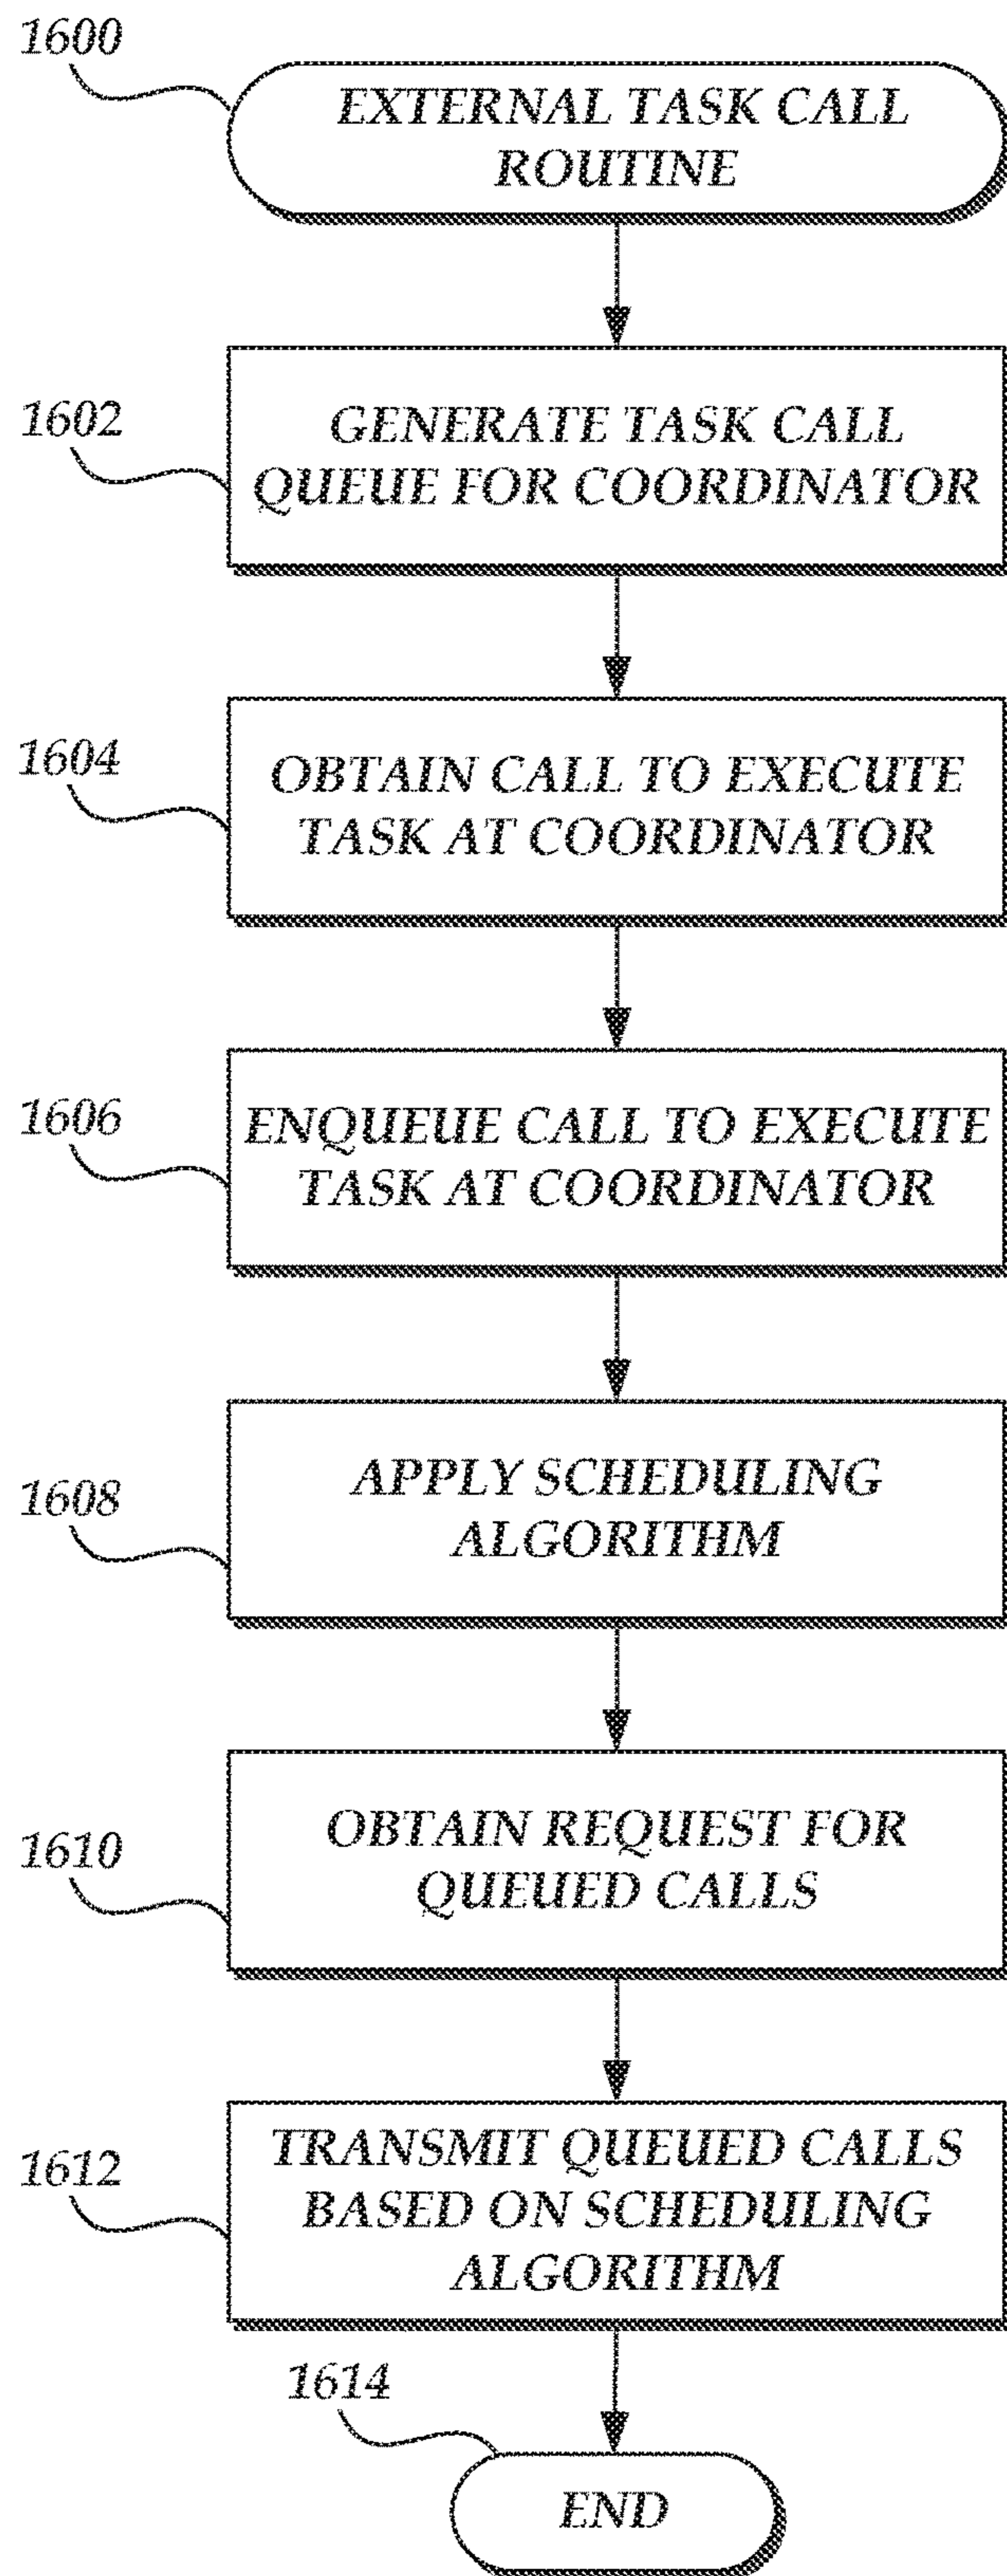 1600
EXTERNAL TASK CALL
ROUTINE
1602
GENERATE TASK CALL
QUEUE FOR COORDINATOR
1604
OBTAIN CALL TO EXECUTE
TASK AT COORDINATOR
1606
ENQUEUE CALL TO EXECUTE
TASK AT COORDINATOR
1608
APPLY SCHEDULING
ALGORITHM
1610
OBTAIN REQUEST FOR
QUEUED CALLS
1612
TRANSMIT QUEUED CALLS
BASED ON SCHEDULING
ALGORITHM
1614
END